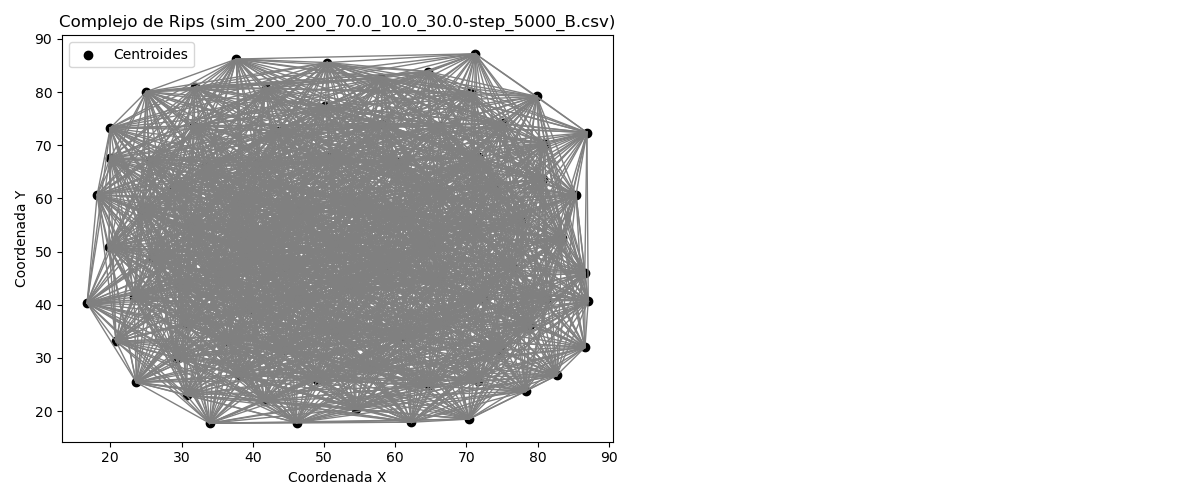 Complejo de Rips (sim_200_200_70.0_10.0_30.0-step_5000_B.csv)
Centroides
Coordenada Y
90
80
70
60
50
40
30
20
20 30 40 50 60 70 80 90
Coordenada X